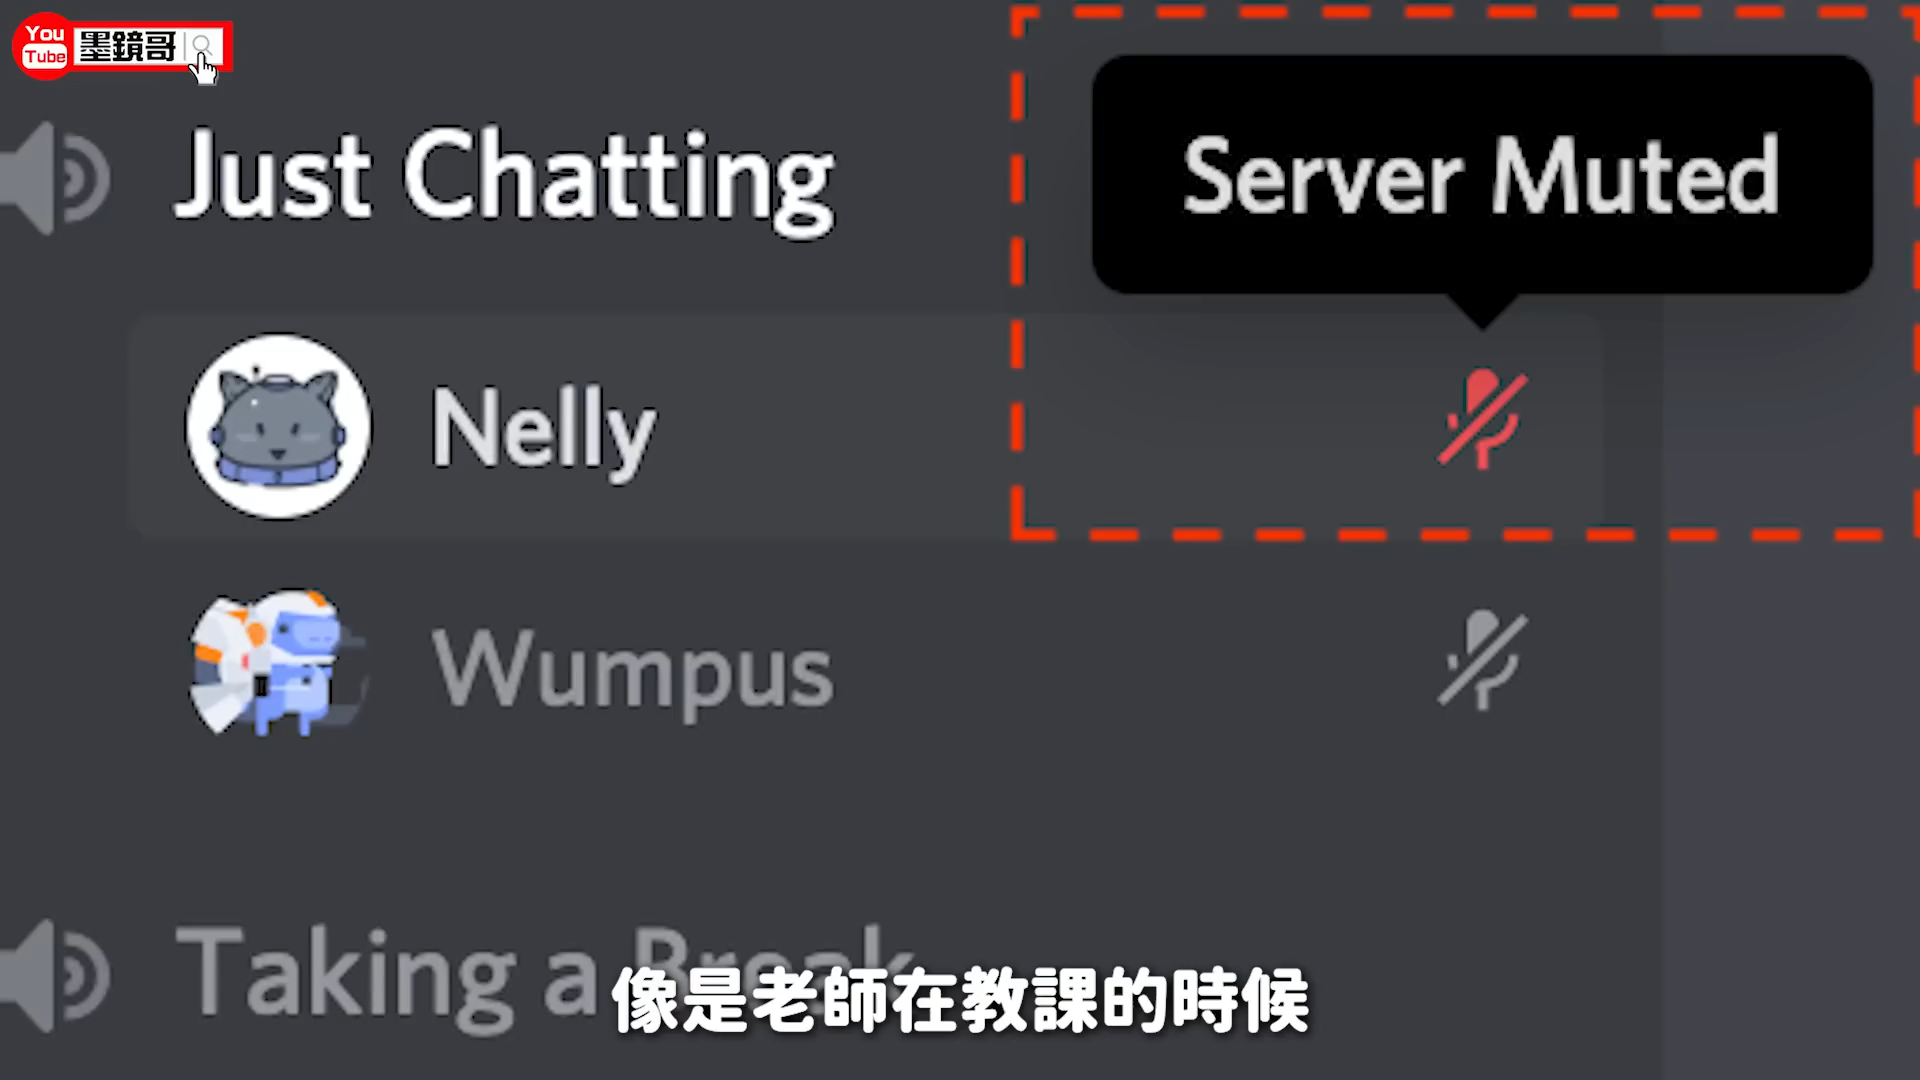 You
Tube
墨鏡哥
Just Chatting
Server Muted
Nelly
Wumpus
Taking a Break
像是老師在教課的時候